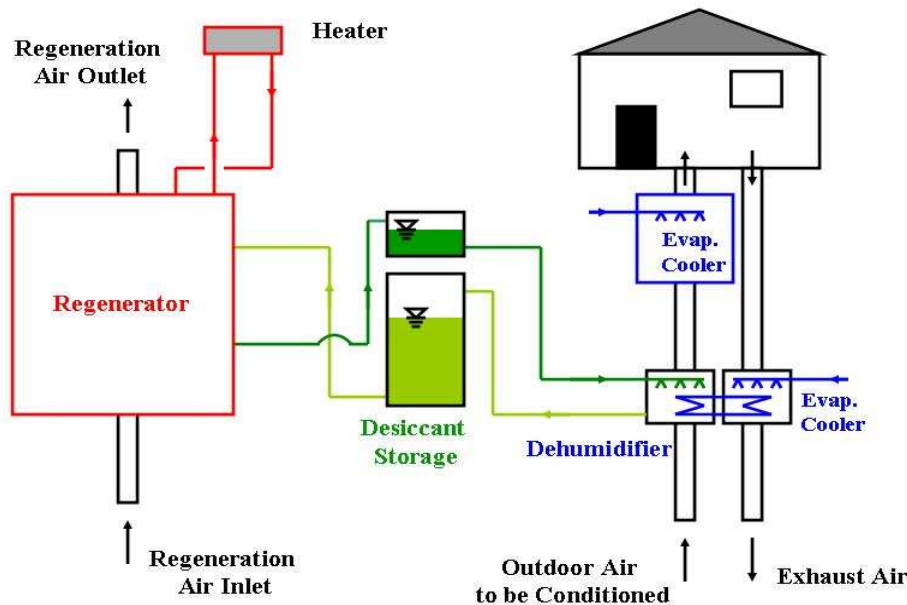 Heater
Regeneration
Air Outlet
Evap.
Cooler
Regenerator
Desiccant
Storage
Dehumidifier
Evap.
Cooler
Regeneration
Air Inlet
Outdoor Air
to be Conditioned
Exhaust Air